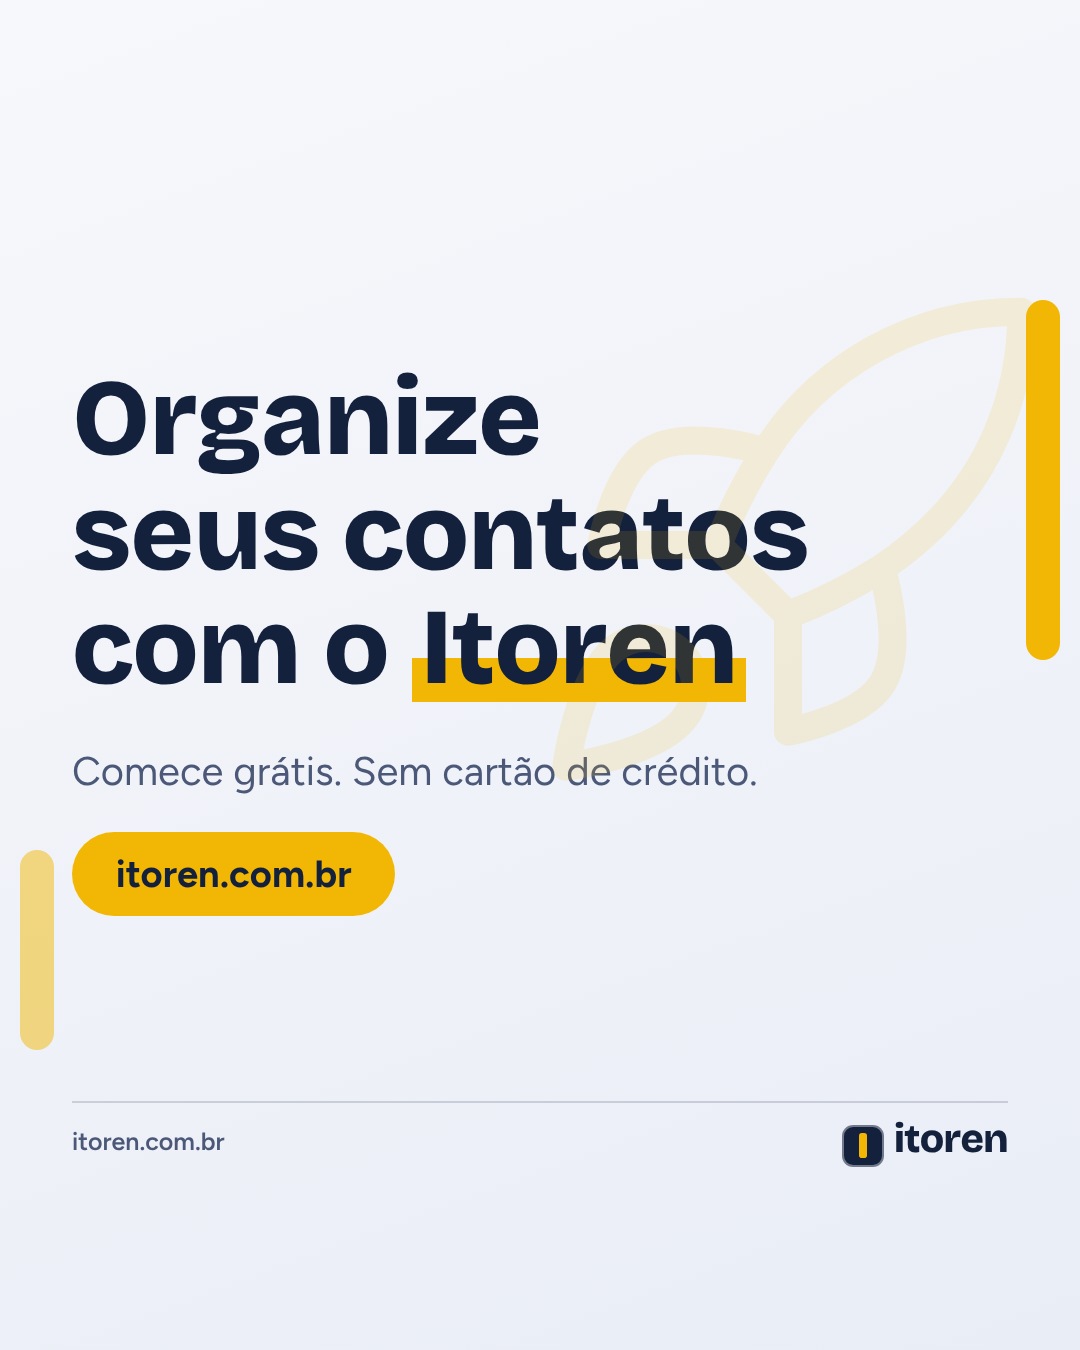 Organize
seus contatos
com o Itoren
Comece grátis. Sem cartão de crédito.
itoren.com.br
itoren.com.br
itoren